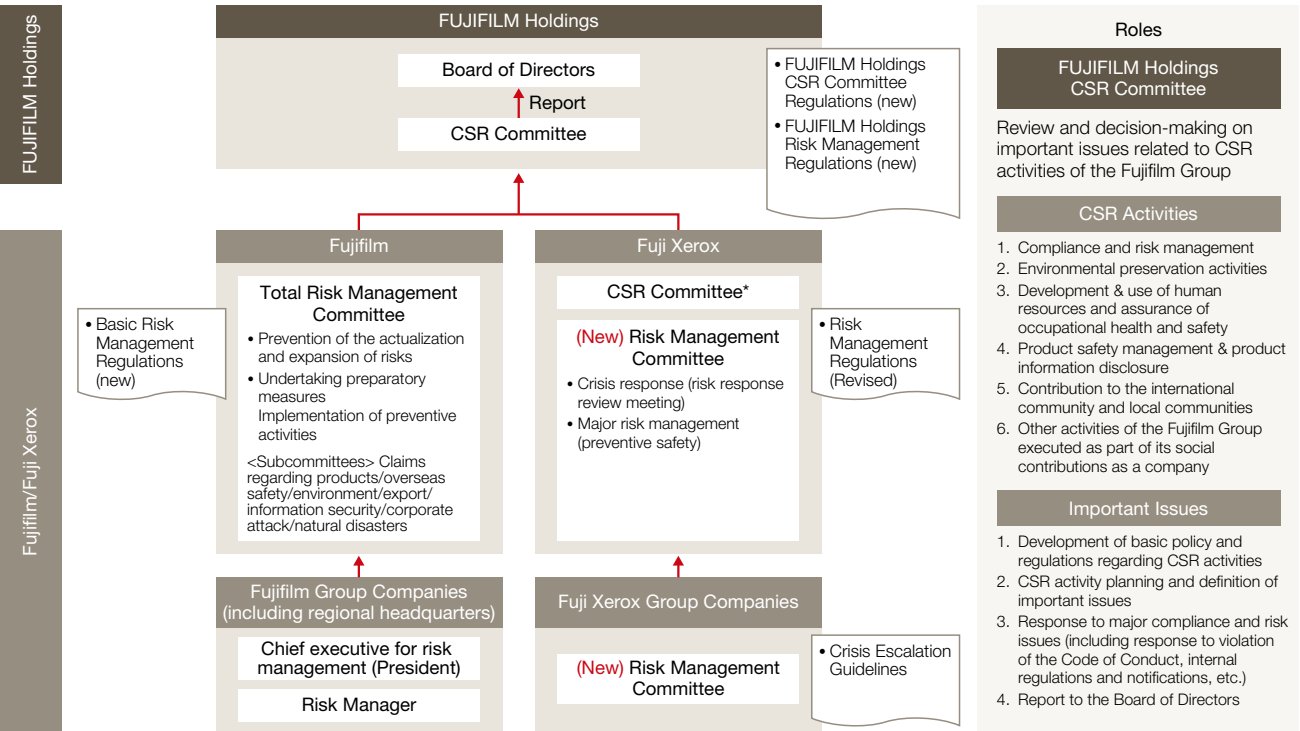 FUJIFILM Holdings
FUJIFILM Holdings
Board of Directors
Report
CSR Committee
• FUJIFILM Holdings
CSR Committee
Regulations (new)
• FUJIFILM Holdings
Risk Management
Regulations (new)
Fujifilm/Fuji Xerox
Fujifilm
Total Risk Management
Committee
• Prevention of the actualization
and expansion of risks
• Undertaking preparatory
measures
Implementation of preventive
activities
<Subcommittees> Claims
regarding products/overseas
safety/environment/export/
information security/corporate
attack/natural disasters
• Basic Risk
Management
Regulations
(new)
Fuji Xerox
CSR Committee*
(New) Risk Management
Committee
• Crisis response (risk response
review meeting)
• Major risk management
(preventive safety)
• Risk
Management
Regulations
(Revised)
Fujifilm Group Companies
(including regional headquarters)
Chief executive for risk
management (President)
Risk Manager
Fuji Xerox Group Companies
(New) Risk Management
Committee
• Crisis Escalation
Guidelines
Roles
FUJIFILM Holdings
CSR Committee
Review and decision-making on
important issues related to CSR
activities of the Fujifilm Group
CSR Activities
1. Compliance and risk management
2. Environmental preservation activities
3. Development & use of human
resources and assurance of
occupational health and safety
4. Product safety management & product
information disclosure
5. Contribution to the international
community and local communities
6. Other activities of the Fujifilm Group
executed as part of its social
contributions as a company
Important Issues
1. Development of basic policy and
regulations regarding CSR activities
2. CSR activity planning and definition of
important issues
3. Response to major compliance and risk
issues (including response to violation
of the Code of Conduct, internal
regulations and notifications, etc.)
4. Report to the Board of Directors